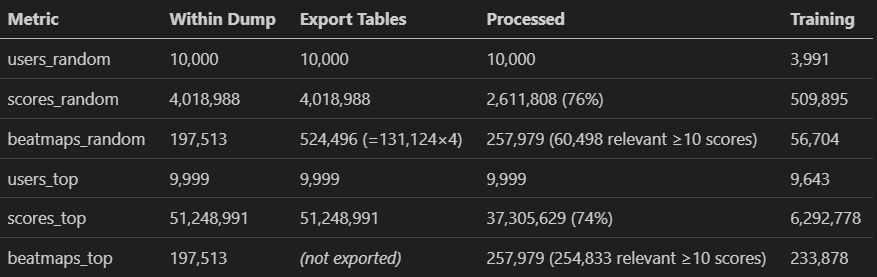 Metric Within Dump Export Tables Processed Training
users_random 10,000 10,000 10,000 3,991
scores_random 4,018,988 4,018,988 2,611,808 (76%) 509,895
beatmaps_random 197,513 524,496 (=131,124×4) 257,979 (60,498 relevant ≥10 scores) 56,704
users_top 9,999 9,999 9,999 9,643
scores_top 51,248,991 51,248,991 37,305,629 (74%) 6,292,778
beatmaps_top 197,513 (not exported) 257,979 (254,833 relevant ≥10 scores) 233,878